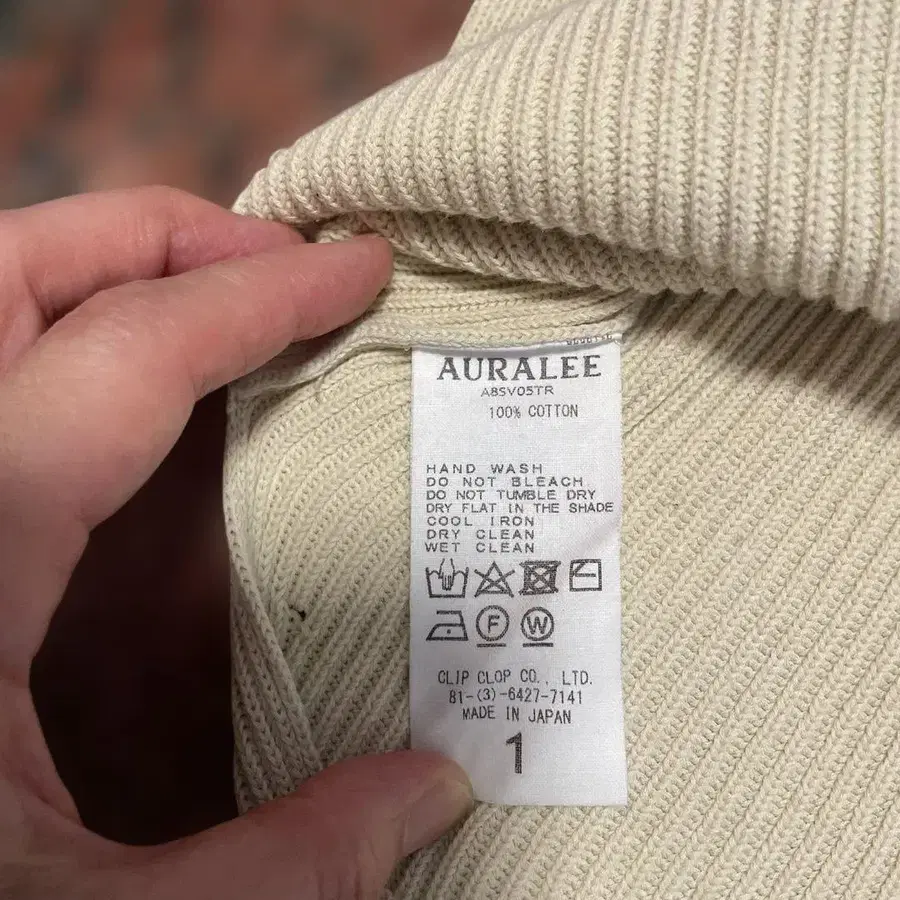 AURALEE
A8SV05TR
100% COTTON
HAND WASH
DO NOT BLEACH
DO NOT TUMBLE DRY
DRY FLAT IN THE SHADE
COOL IRON
DRY CLEAN
WET CLEAN
F W
CLIP CLOP CO., LTD.
81-(3)-6427-7141
MADE IN JAPAN
1